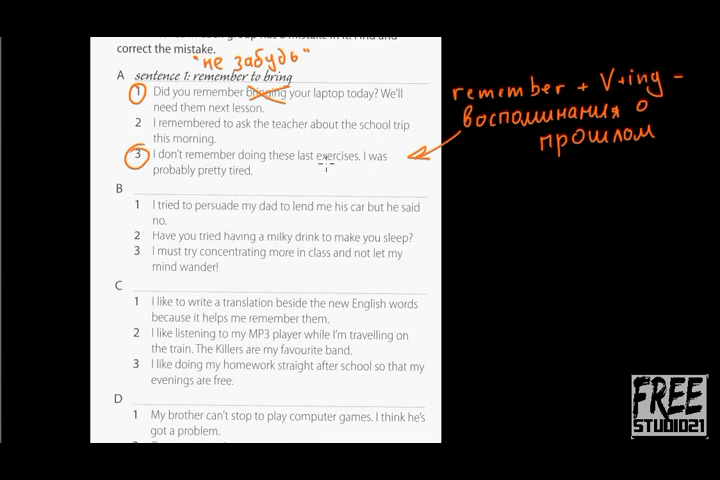 correct the mistake.
"не забудь"
A sentence 1: remember to bring
1 Did you remember bringing your laptop today? We'll
need them next lesson.
2 I remembered to ask the teacher about the school trip
this morning.
3 I don't remember doing these last exercises. I was
probably pretty tired.
remember + V+ing -
воспоминания о
прошлом
B
1 I tried to persuade my dad to lend me his car but he said
no.
2 Have you tried having a milky drink to make you sleep?
3 I must try concentrating more in class and not let my
mind wander!
C
1 I like to write a translation beside the new English words
because it helps me remember them.
2 I like listening to my MP3 player while I'm travelling on
the train. The Killers are my favourite band.
3 I like doing my homework straight after school so that my
evenings are free.
D
1 My brother can't stop to play computer games. I think he's
got a problem.
FREE
STUDIO21